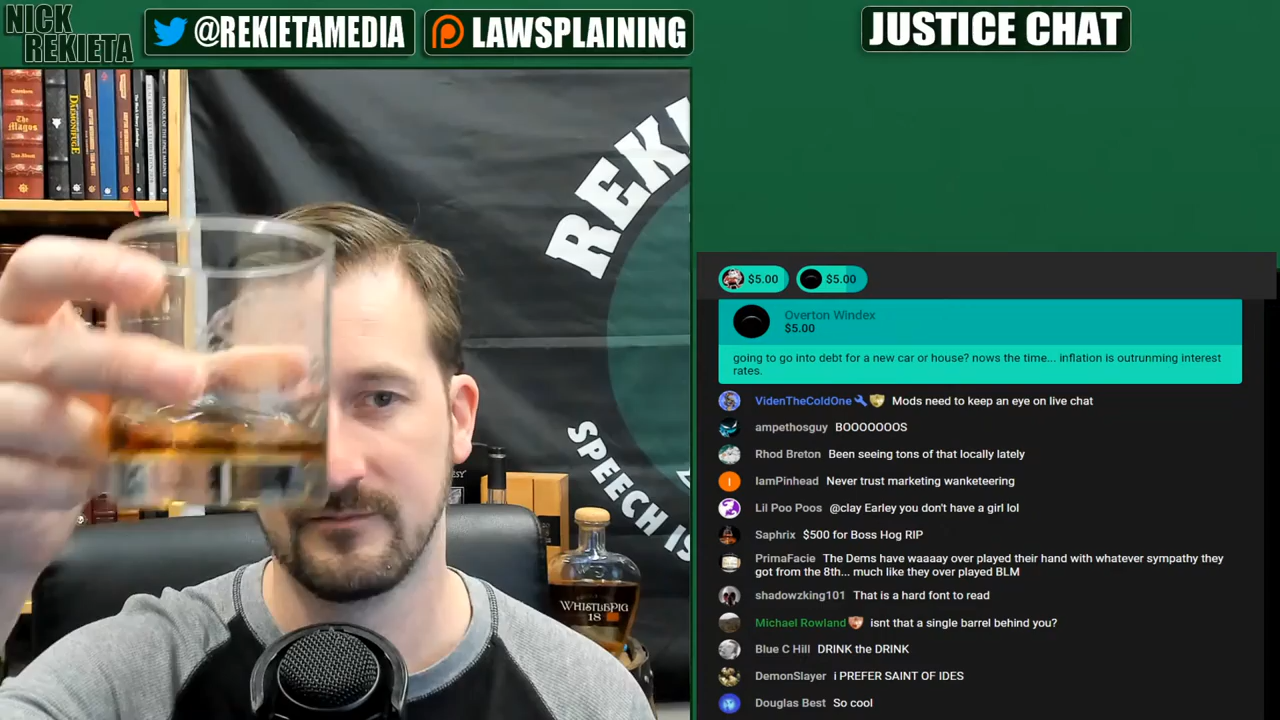 NICK
REKIETA
@REKIETAMEDIA
LAWSPLAINING
JUSTICE CHAT
The
Magos
DAEMONIFUGE
REKI
SPEECH IS
WHISTLEPIG
18
$5.00
$5.00
Overton Windex
$5.00
going to go into debt for a new car or house? nows the time... inflation is outrunming interest
rates.
VidenTheColdOne Mods need to keep an eye on live chat
ampethosguy BOOOOOOOS
Rhod Breton Been seeing tons of that locally lately
I
IamPinhead Never trust marketing wanketeering
Lil Poo Poos @clay Earley you don't have a girl lol
Saphrix $500 for Boss Hog RIP
PrimaFacie The Dems have waaaay over played their hand with whatever sympathy they
got from the 8th... much like they over played BLM
shadowzking101 That is a hard font to read
Michael Rowland isnt that a single barrel behind you?
Blue C Hill DRINK the DRINK
DemonSlayer i PREFER SAINT OF IDES
Douglas Best So cool